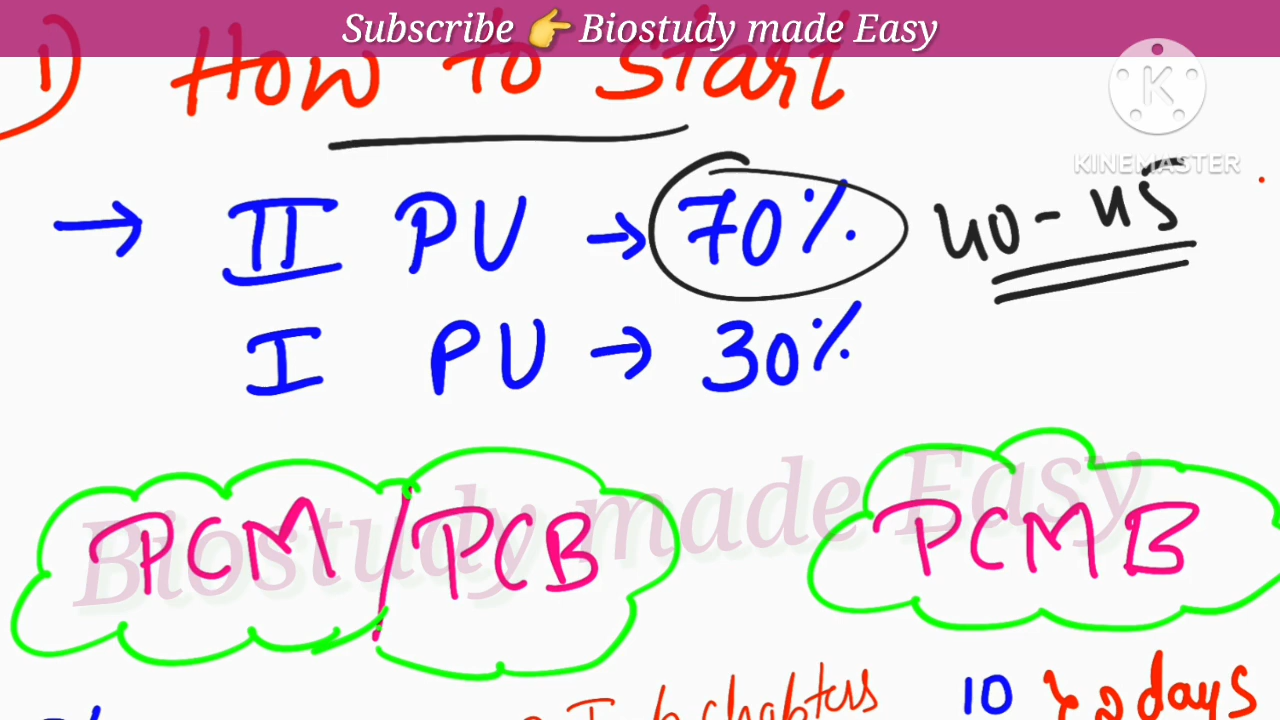 Subscribe 👉 Biostudy made Easy
1) How to start
KINEMASTER
→ II PU → 70% 40 - 45
I PU → 30%
Biostudy made Easy
PCM / PCB PCMB
chapters 10 days